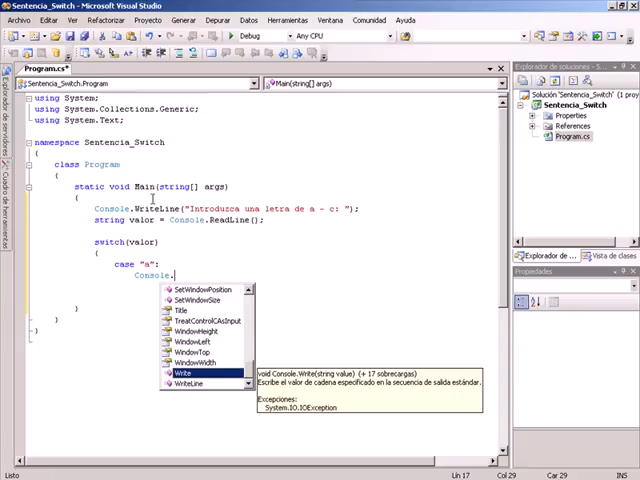 Sentencia_Switch - Microsoft Visual Studio
Archivo Editar Ver Refactorizar Proyecto Generar Depurar Datos Herramientas Ventana Comunidad Ayuda
Debug Any CPU
Program.cs*
Sentencia_Switch.Program Main(string[] args)
using System;
using System.Collections.Generic;
using System.Text;
namespace Sentencia_Switch
{
class Program
{
static void Main(string[] args)
{
Console.WriteLine("Introduzca una letra de a - c: ");
string valor = Console.ReadLine();
switch(valor)
{
case "a":
Console.
SetWindowPosition
SetWindowSize
Title
TreatControlCAsInput
WindowHeight
WindowLeft
WindowTop
WindowWidth
Write
WriteLine
void Console.Write(string value) (+ 17 sobrecargas)
Escribe el valor de cadena especificado en la secuencia de salida estándar.
Excepciones:
System.IO.IOException
}
}
}
Explorador de servidores
Cuadro de herramientas
Explorador de soluciones - Sentencia_...
Solución "Sentencia_Switch" (1 proy
Sentencia_Switch
Properties
References
Program.cs
Explorador de ... Vista de clases
Propiedades
Listo Lín 17 Col 29 Car 29 INS